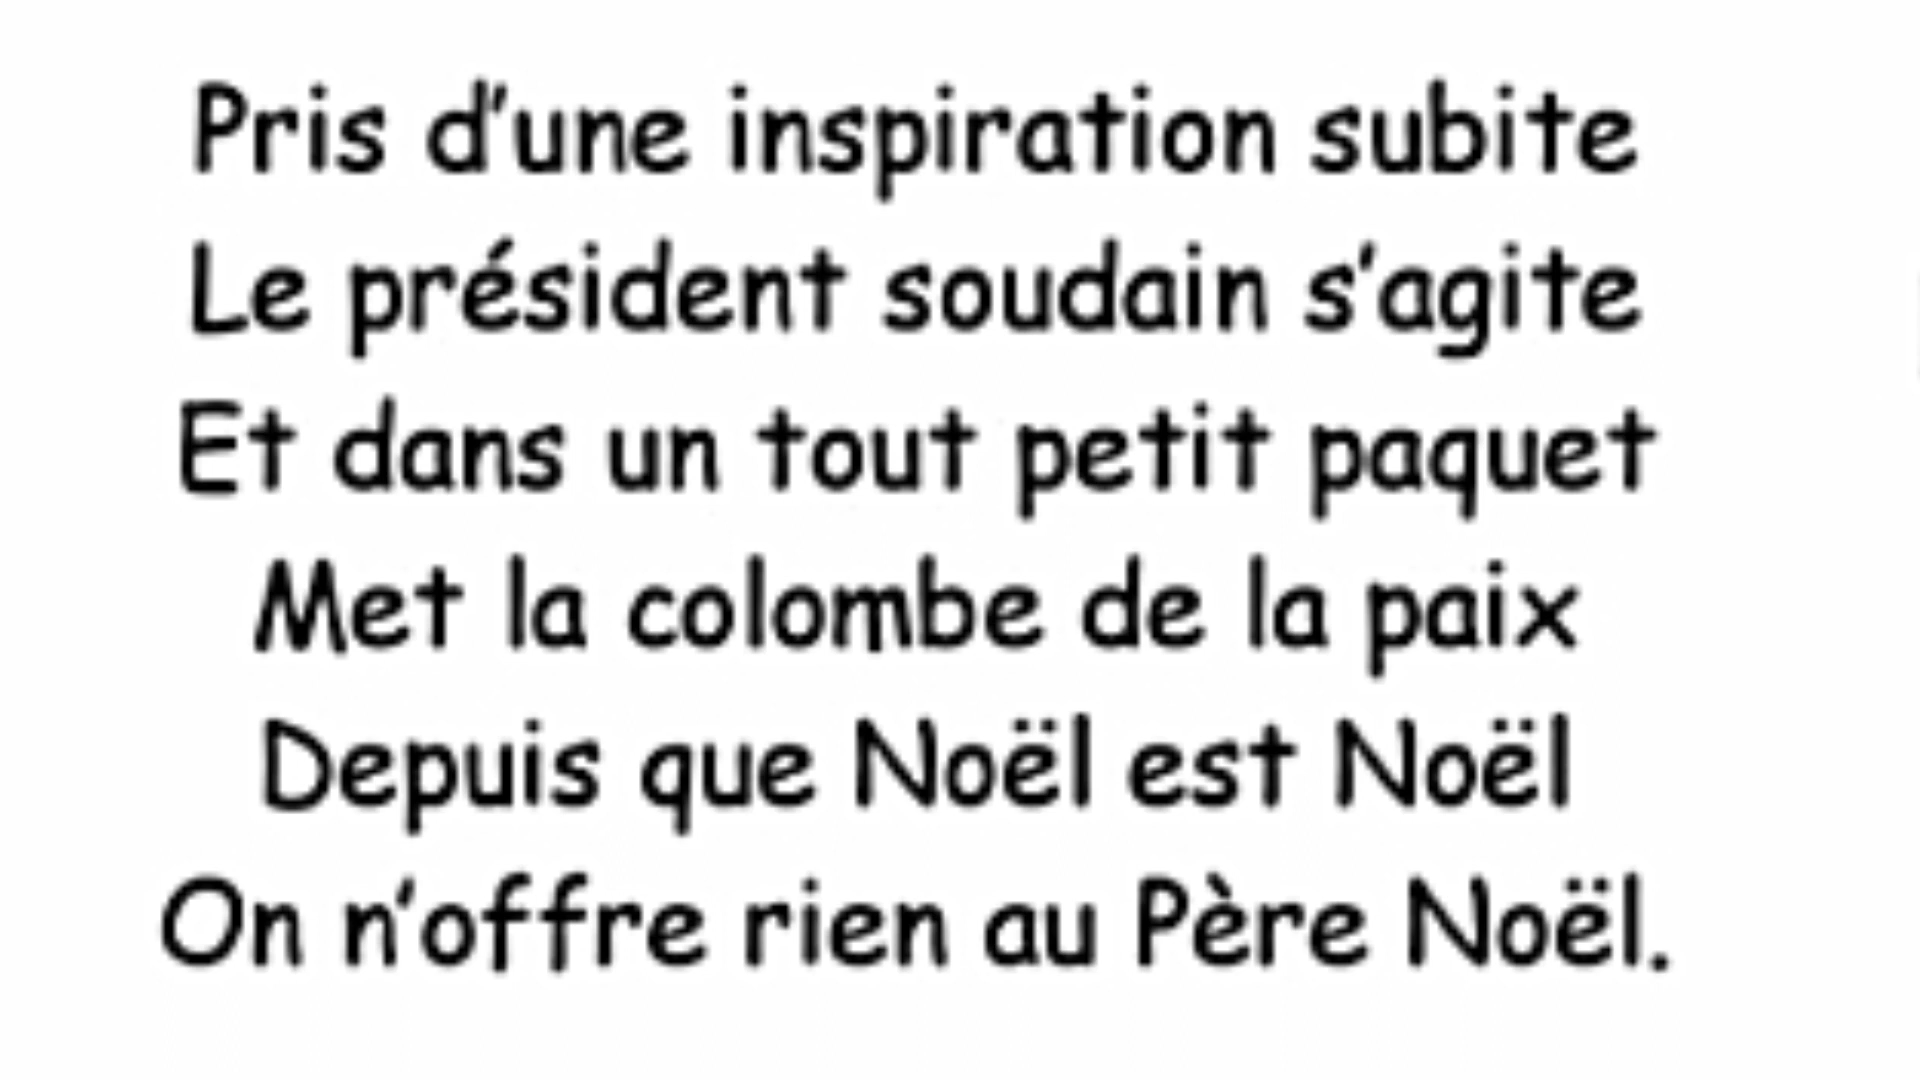 Pris d’une inspiration subite
Le président soudain s’agite
Et dans un tout petit paquet
Met la colombe de la paix
Depuis que Noël est Noël
On n’offre rien au Père Noël.